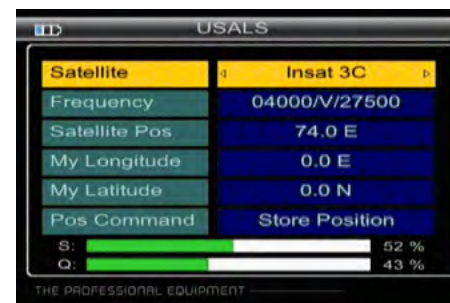 USALS
Satellite Insat 3C
Frequency 04000/V/27500
Satellite Pos 74.0 E
My Longitude 0.0 E
My Latitude 0.0 N
Pos Command Store Position
S: 52 %
Q: 43 %
THE PROFESSIONAL EQUIPMENT